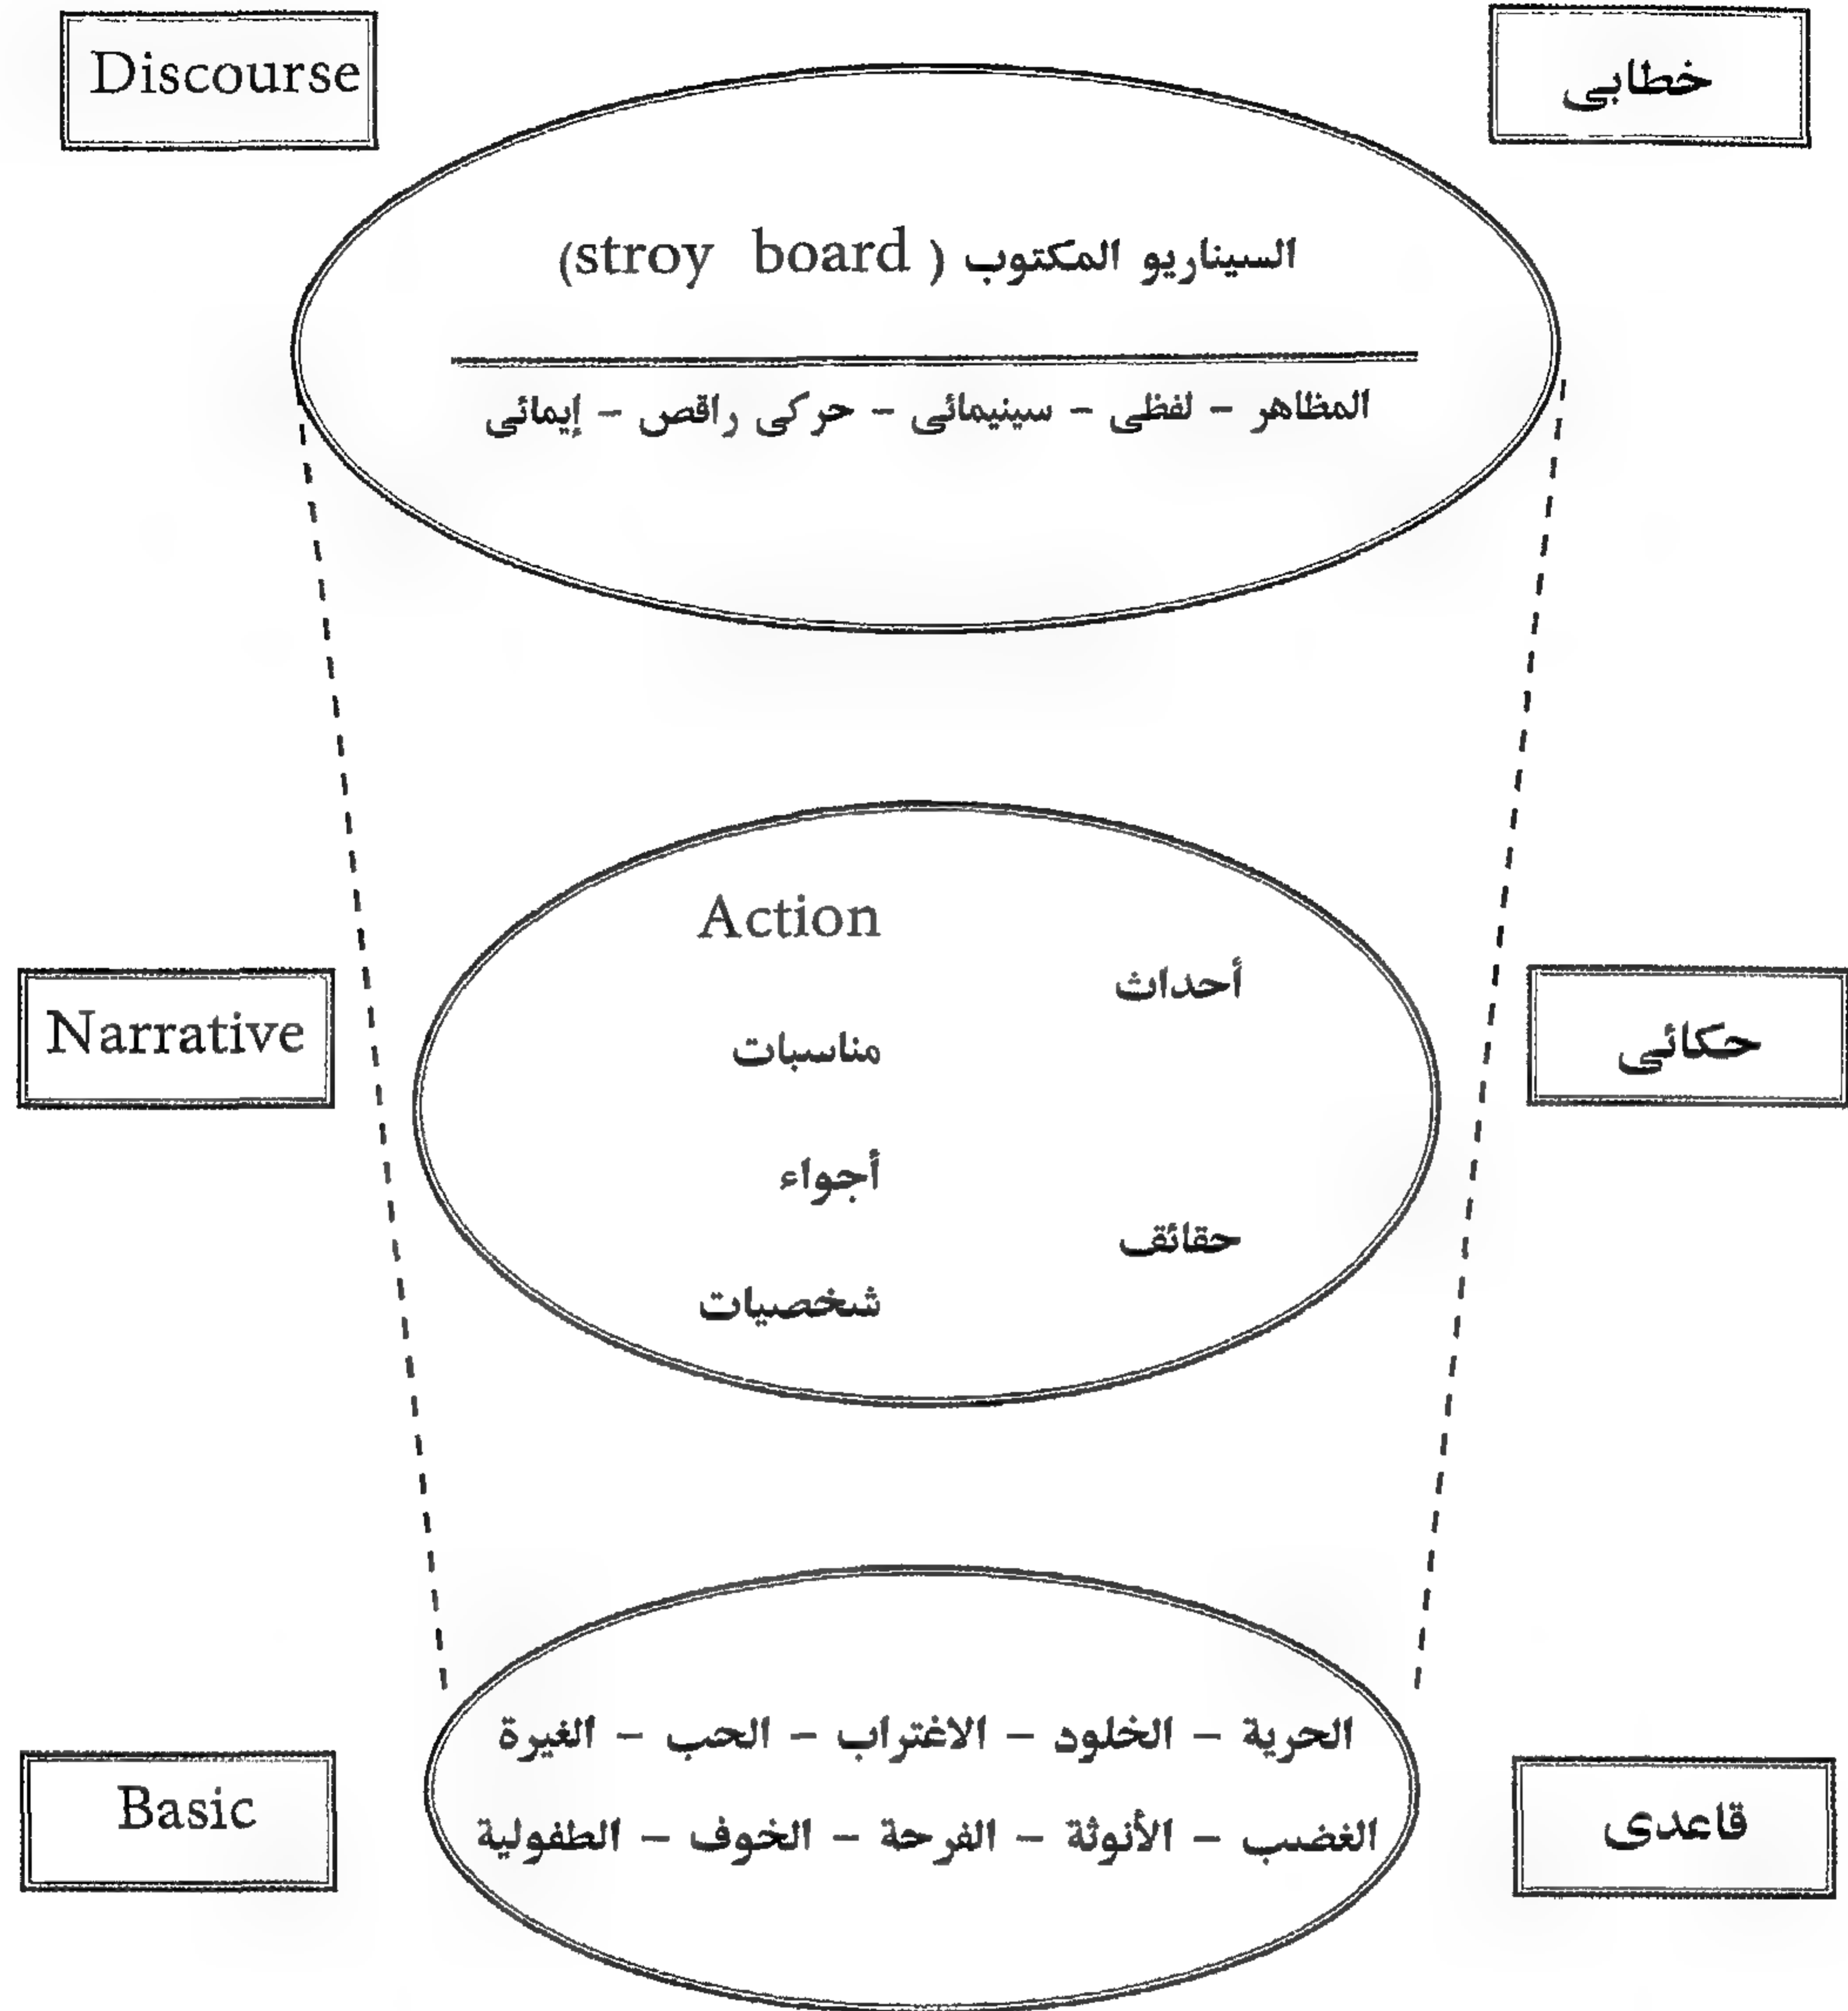 Discourse
خطابى
السيناريو المكتوب ( stroy board)
المظاهر – لفظى – سينيمائى – حركى راقص – إيمائى
Action
أحداث
Narrative
حكائى
مناسبات
أجواء
حقائق
شخصيات
الحرية – الخلود – الاغتراب – الحب – الغيرة
Basic
قاعدى
الغضب – الأنوثة – الفرحة – الخوف – الطفولية